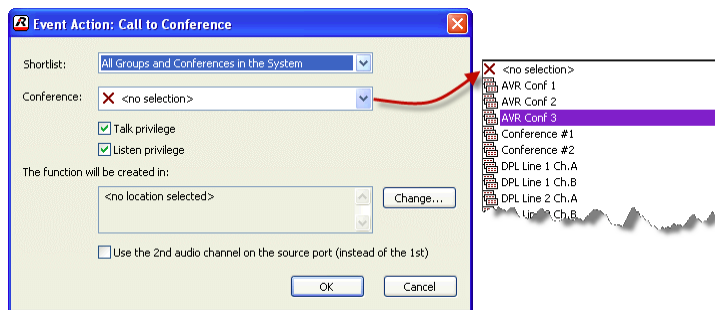 Event Action: Call to Conference
Shortlist: All Groups and Conferences in the System
Conference: <no selection>
Talk privilege
Listen privilege
The function will be created in:
<no location selected>
Change...
Use the 2nd audio channel on the source port (instead of the 1st)
OK Cancel
<no selection>
AVR Conf 1
AVR Conf 2
AVR Conf 3
Conference #1
Conference #2
DPL Line 1 Ch.A
DPL Line 1 Ch.B
DPL Line 2 Ch.A
Ch.B